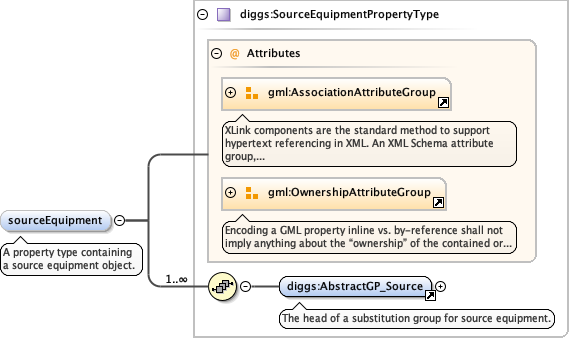 diggs:SourceEquipmentPropertyType
@ Attributes
gml:AssociationAttributeGroup
XLink components are the standard method to support
hypertext referencing in XML. An XML Schema attribute
group,...
gml:OwnershipAttributeGroup
Encoding a GML property inline vs. by-reference shall not
imply anything about the “ownership” of the contained or...
sourceEquipment
A property type containing
a source equipment object.
1..∞
diggs:AbstractGP_Source
The head of a substitution group for source equipment.